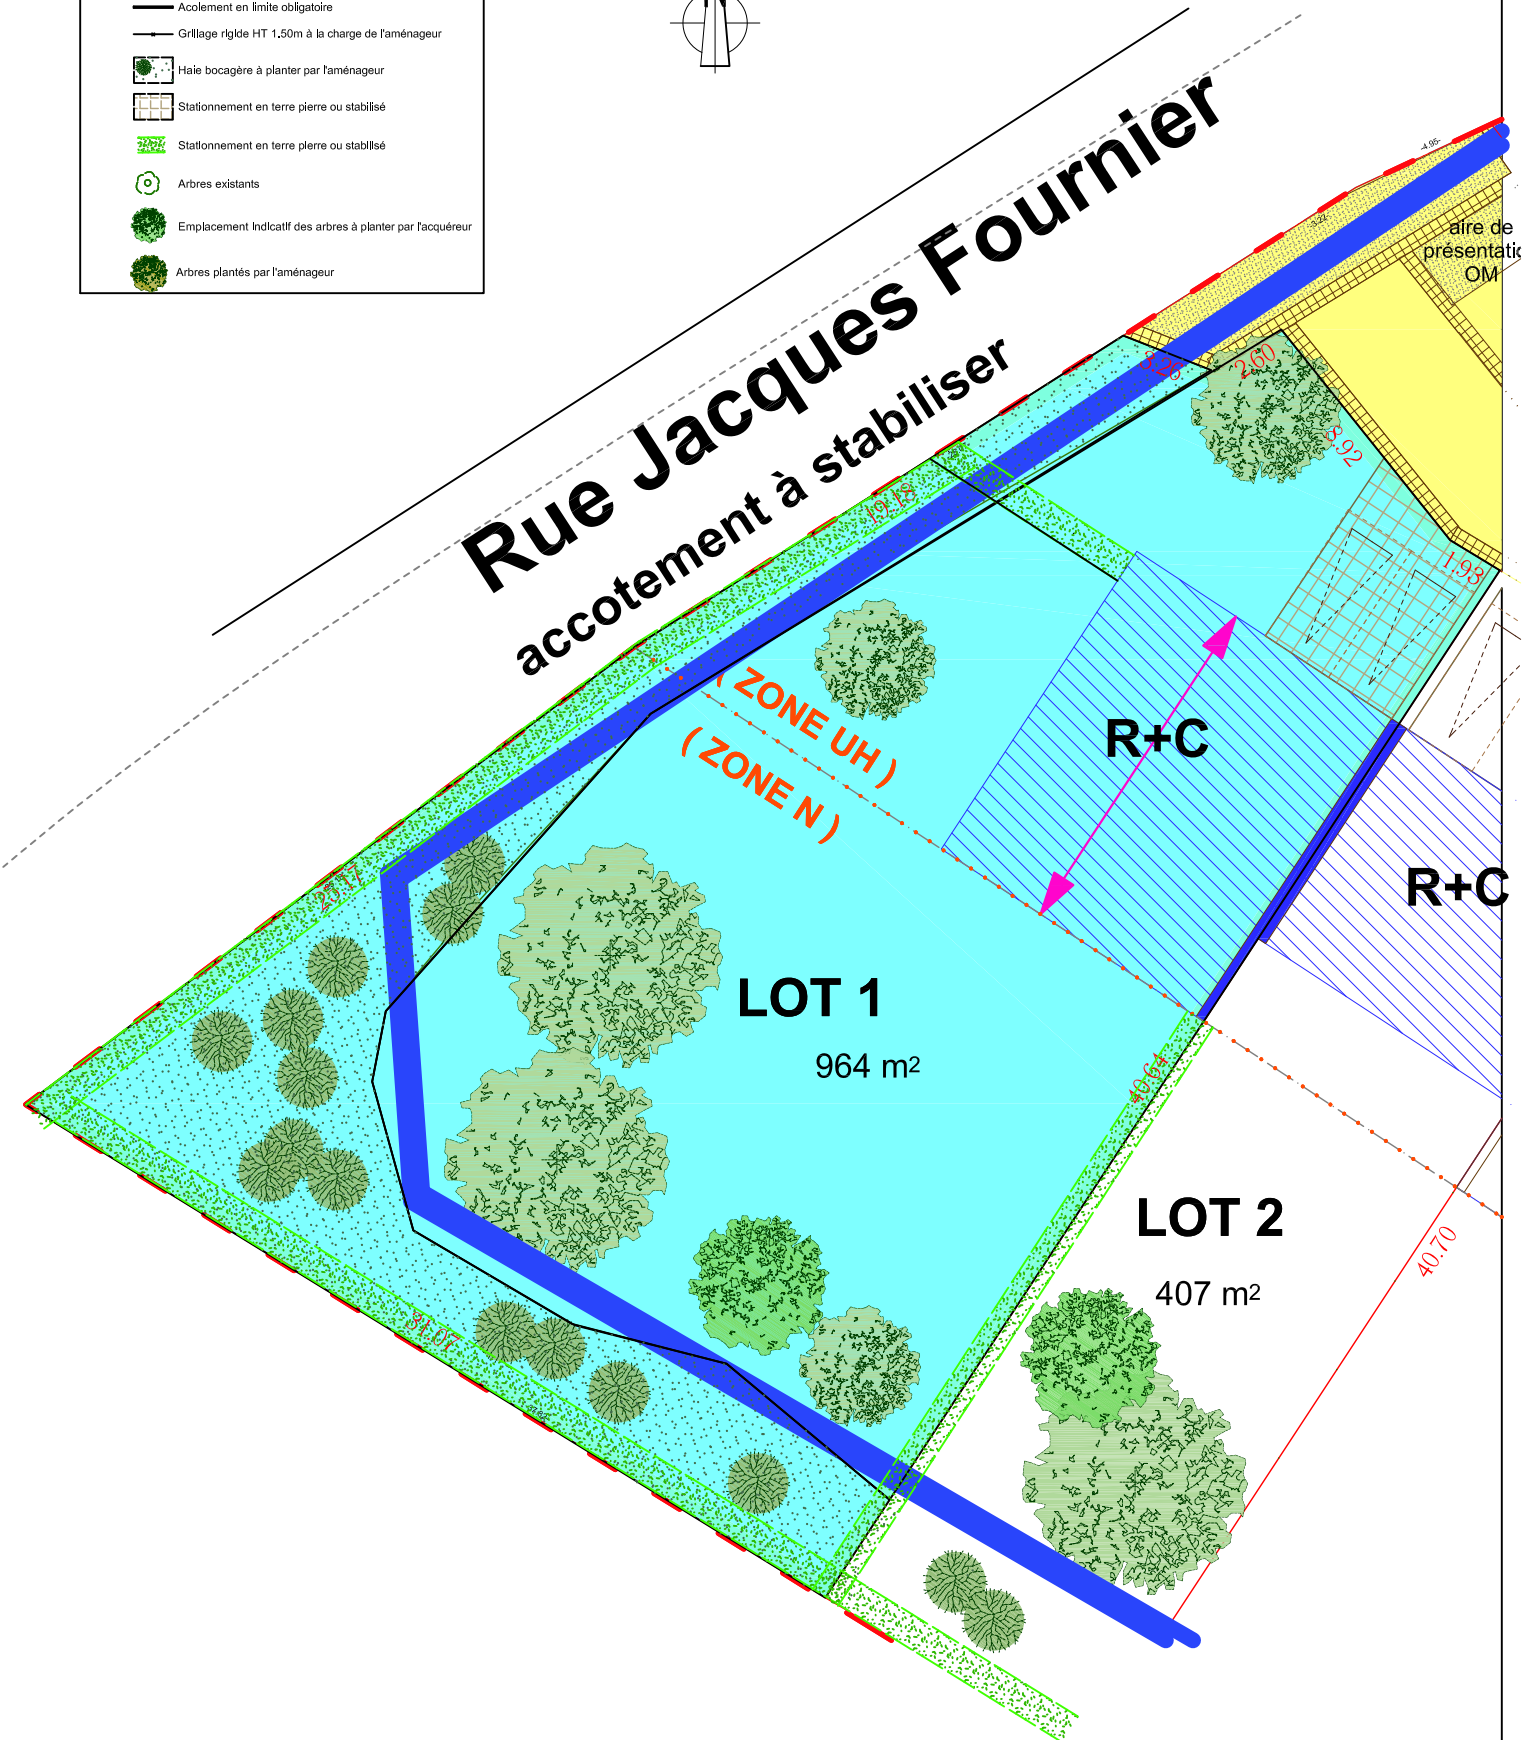 Acolement en limite obligatoire
Grillage rigide HT 1.50m à la charge de l'aménageur
Haie bocagère à planter par l'aménageur
Stationnement en terre pierre ou stabilisé
Stationnement en terre pierre ou stabilisé
Arbres existants
Emplacement indicatif des arbres à planter par l'acquéreur
Arbres plantés par l'aménageur
Rue Jacques Fournier
accotement à stabiliser
-4.95-
-3.22-
aire de
présentatio
OM
2.60
8.92
1.93
19.18
( ZONE UH )
( ZONE N )
R+C
R+C
LOT 1
964 m²
40.64
LOT 2
407 m²
40.70
31.07